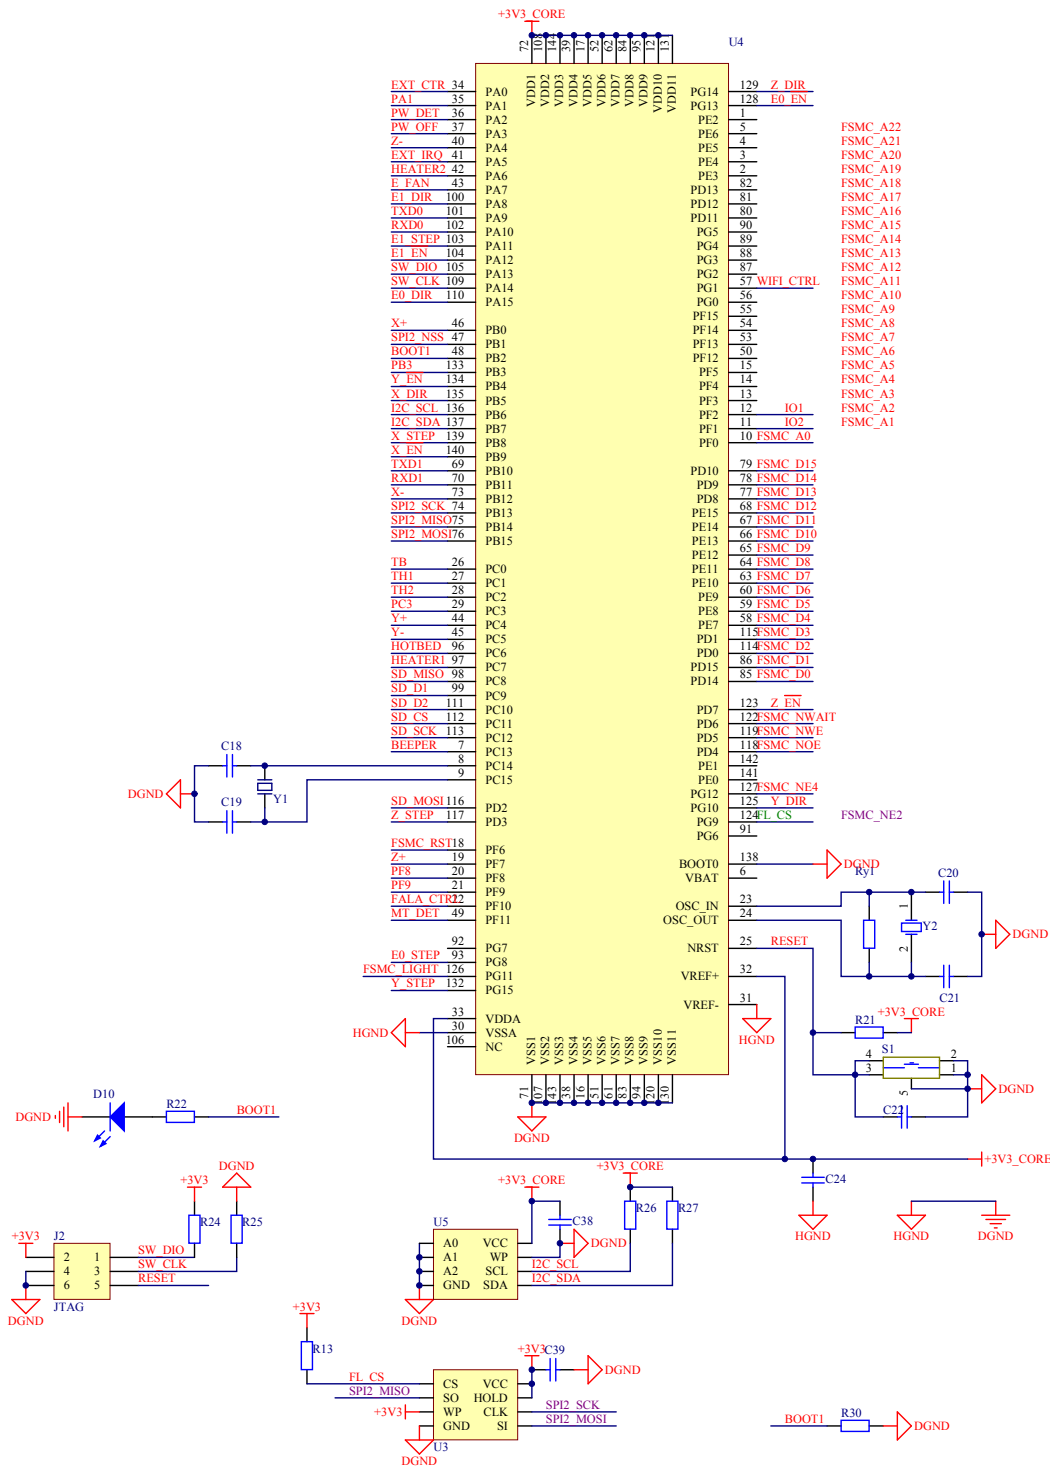 +3V3_CORE
U4
72 108 144 39 17 52 62 84 95
VDD1 VDD2 VDD3 VDD4 VDD5 VDD6 VDD7 VDD8 VDD9 VDD10 VDD11
EXT_CTR 34 PA0
PA1 35 PA1
PW_DET 36 PA2
PW_OFF 37 PA3
Z- 40 PA4
EXT_IRQ 41 PA5
HEATER2 42 PA6
E_FAN 43 PA7
E1_DIR 100 PA8
TXD0 101 PA9
RXD0 102 PA10
E1_STEP 103 PA11
E1_EN 104 PA12
SW_DIO 105 PA13
SW_CLK 109 PA14
E0_DIR 110 PA15
X+ 46 PB0
SPI2_NSS 47 PB1
BOOT1 48 PB2
PB3 133 PB3
Y_EN 134 PB4
X_DIR 135 PB5
I2C_SCL 136 PB6
I2C_SDA 137 PB7
X_STEP 139 PB8
X_EN 140 PB9
TXD1 69 PB10
RXD1 70 PB11
X- 73 PB12
SPI2_SCK 74 PB13
SPI2_MISO 75 PB14
SPI2_MOSI 76 PB15
TB 26 PC0
TH1 27 PC1
TH2 28 PC2
PC3 29 PC3
Y+ 44 PC4
Y- 45 PC5
HOTBED 96 PC6
HEATER1 97 PC7
SD_MISO 98 PC8
SD_D1 99 PC9
SD_D2 111 PC10
SD_CS 112 PC11
SD_SCK 113 PC12
BEEPER 7 PC13
8 PC14
9 PC15
SD_MOSI 116 PD2
Z_STEP 117 PD3
FSMC_RST 18 PF6
Z+ 19 PF7
PF8 20 PF8
PF9 21 PF9
FALA_CTRL 22 PF10
MT_DET 49 PF11
92 PG7
E0_STEP 93 PG8
FSMC_LIGHT 126 PG11
Y_STEP 132 PG15
33 VDDA
HGND 30 VSSA
106 NC
PG14 129 Z_DIR
PG13 128 E0_EN
PE2 1
PE6 5 FSMC_A22
PE5 4 FSMC_A21
PE4 3 FSMC_A20
PE3 2 FSMC_A19
PD13 82 FSMC_A18
PD12 81 FSMC_A17
PD11 80 FSMC_A16
PG5 90 FSMC_A15
PG4 89 FSMC_A14
PG3 88 FSMC_A13
PG2 87 FSMC_A12
PG1 57 WIFI_CTRL FSMC_A11
PG0 56 FSMC_A10
PF15 55 FSMC_A9
PF14 54 FSMC_A8
PF13 53 FSMC_A7
PF12 50 FSMC_A6
PF5 15 FSMC_A5
PF4 14 FSMC_A4
PF3 13 FSMC_A3
PF2 12 IO1 FSMC_A2
PF1 11 IO2 FSMC_A1
PF0 10 FSMC_A0
PD10 79 FSMC_D15
PD9 78 FSMC_D14
PD8 77 FSMC_D13
PE15 68 FSMC_D12
PE14 67 FSMC_D11
PE13 66 FSMC_D10
PE12 65 FSMC_D9
PE11 64 FSMC_D8
PE10 63 FSMC_D7
PE9 60 FSMC_D6
PE8 59 FSMC_D5
PE7 58 FSMC_D4
PD1 115 FSMC_D3
PD0 114 FSMC_D2
PD15 86 FSMC_D1
PD14 85 FSMC_D0
PD7 123 Z_EN
PD6 122 FSMC_NWAIT
PD5 119 FSMC_NWE
PD4 118 FSMC_NOE
PE1 142
PE0 141
PG12 127 FSMC_NE4
PG10 125 Y_DIR
PG9 124 FL_CS FSMC_NE2
PG6 91
BOOT0 138 DGND
VBAT 6
OSC_IN 23
OSC_OUT 24
NRST 25 RESET
VREF+ 32
VREF- 31
HGND
VSS1 VSS2 VSS3 VSS4 VSS5 VSS6 VSS7 VSS8 VSS9 VSS10 VSS11
71 07 43 38 16 51 61 83 94 20 30
DGND
C18
DGND
Y1
C19
Ry1
C20
1
Y2
2
DGND
C21
+3V3_CORE
R21
S1
4 2
3 1
5
DGND
C22
+3V3_CORE
C24
HGND
HGND DGND
D10
DGND
R22
BOOT1
DGND
+3V3
R24 R25
+3V3
J2
2 1 SW_DIO
4 3 SW_CLK
6 5 RESET
JTAG
DGND
+3V3_CORE
+3V3_CORE
R26 R27
U5
C38
A0 VCC
DGND
A1 WP
A2 SCL I2C_SCL
GND SDA I2C_SDA
DGND
+3V3
R13
+3V3
C39
DGND
FL_CS CS VCC
SPI2_MISO SO HOLD
+3V3 WP CLK SPI2_SCK
GND SI SPI2_MOSI
U3
DGND
BOOT1 R30 DGND